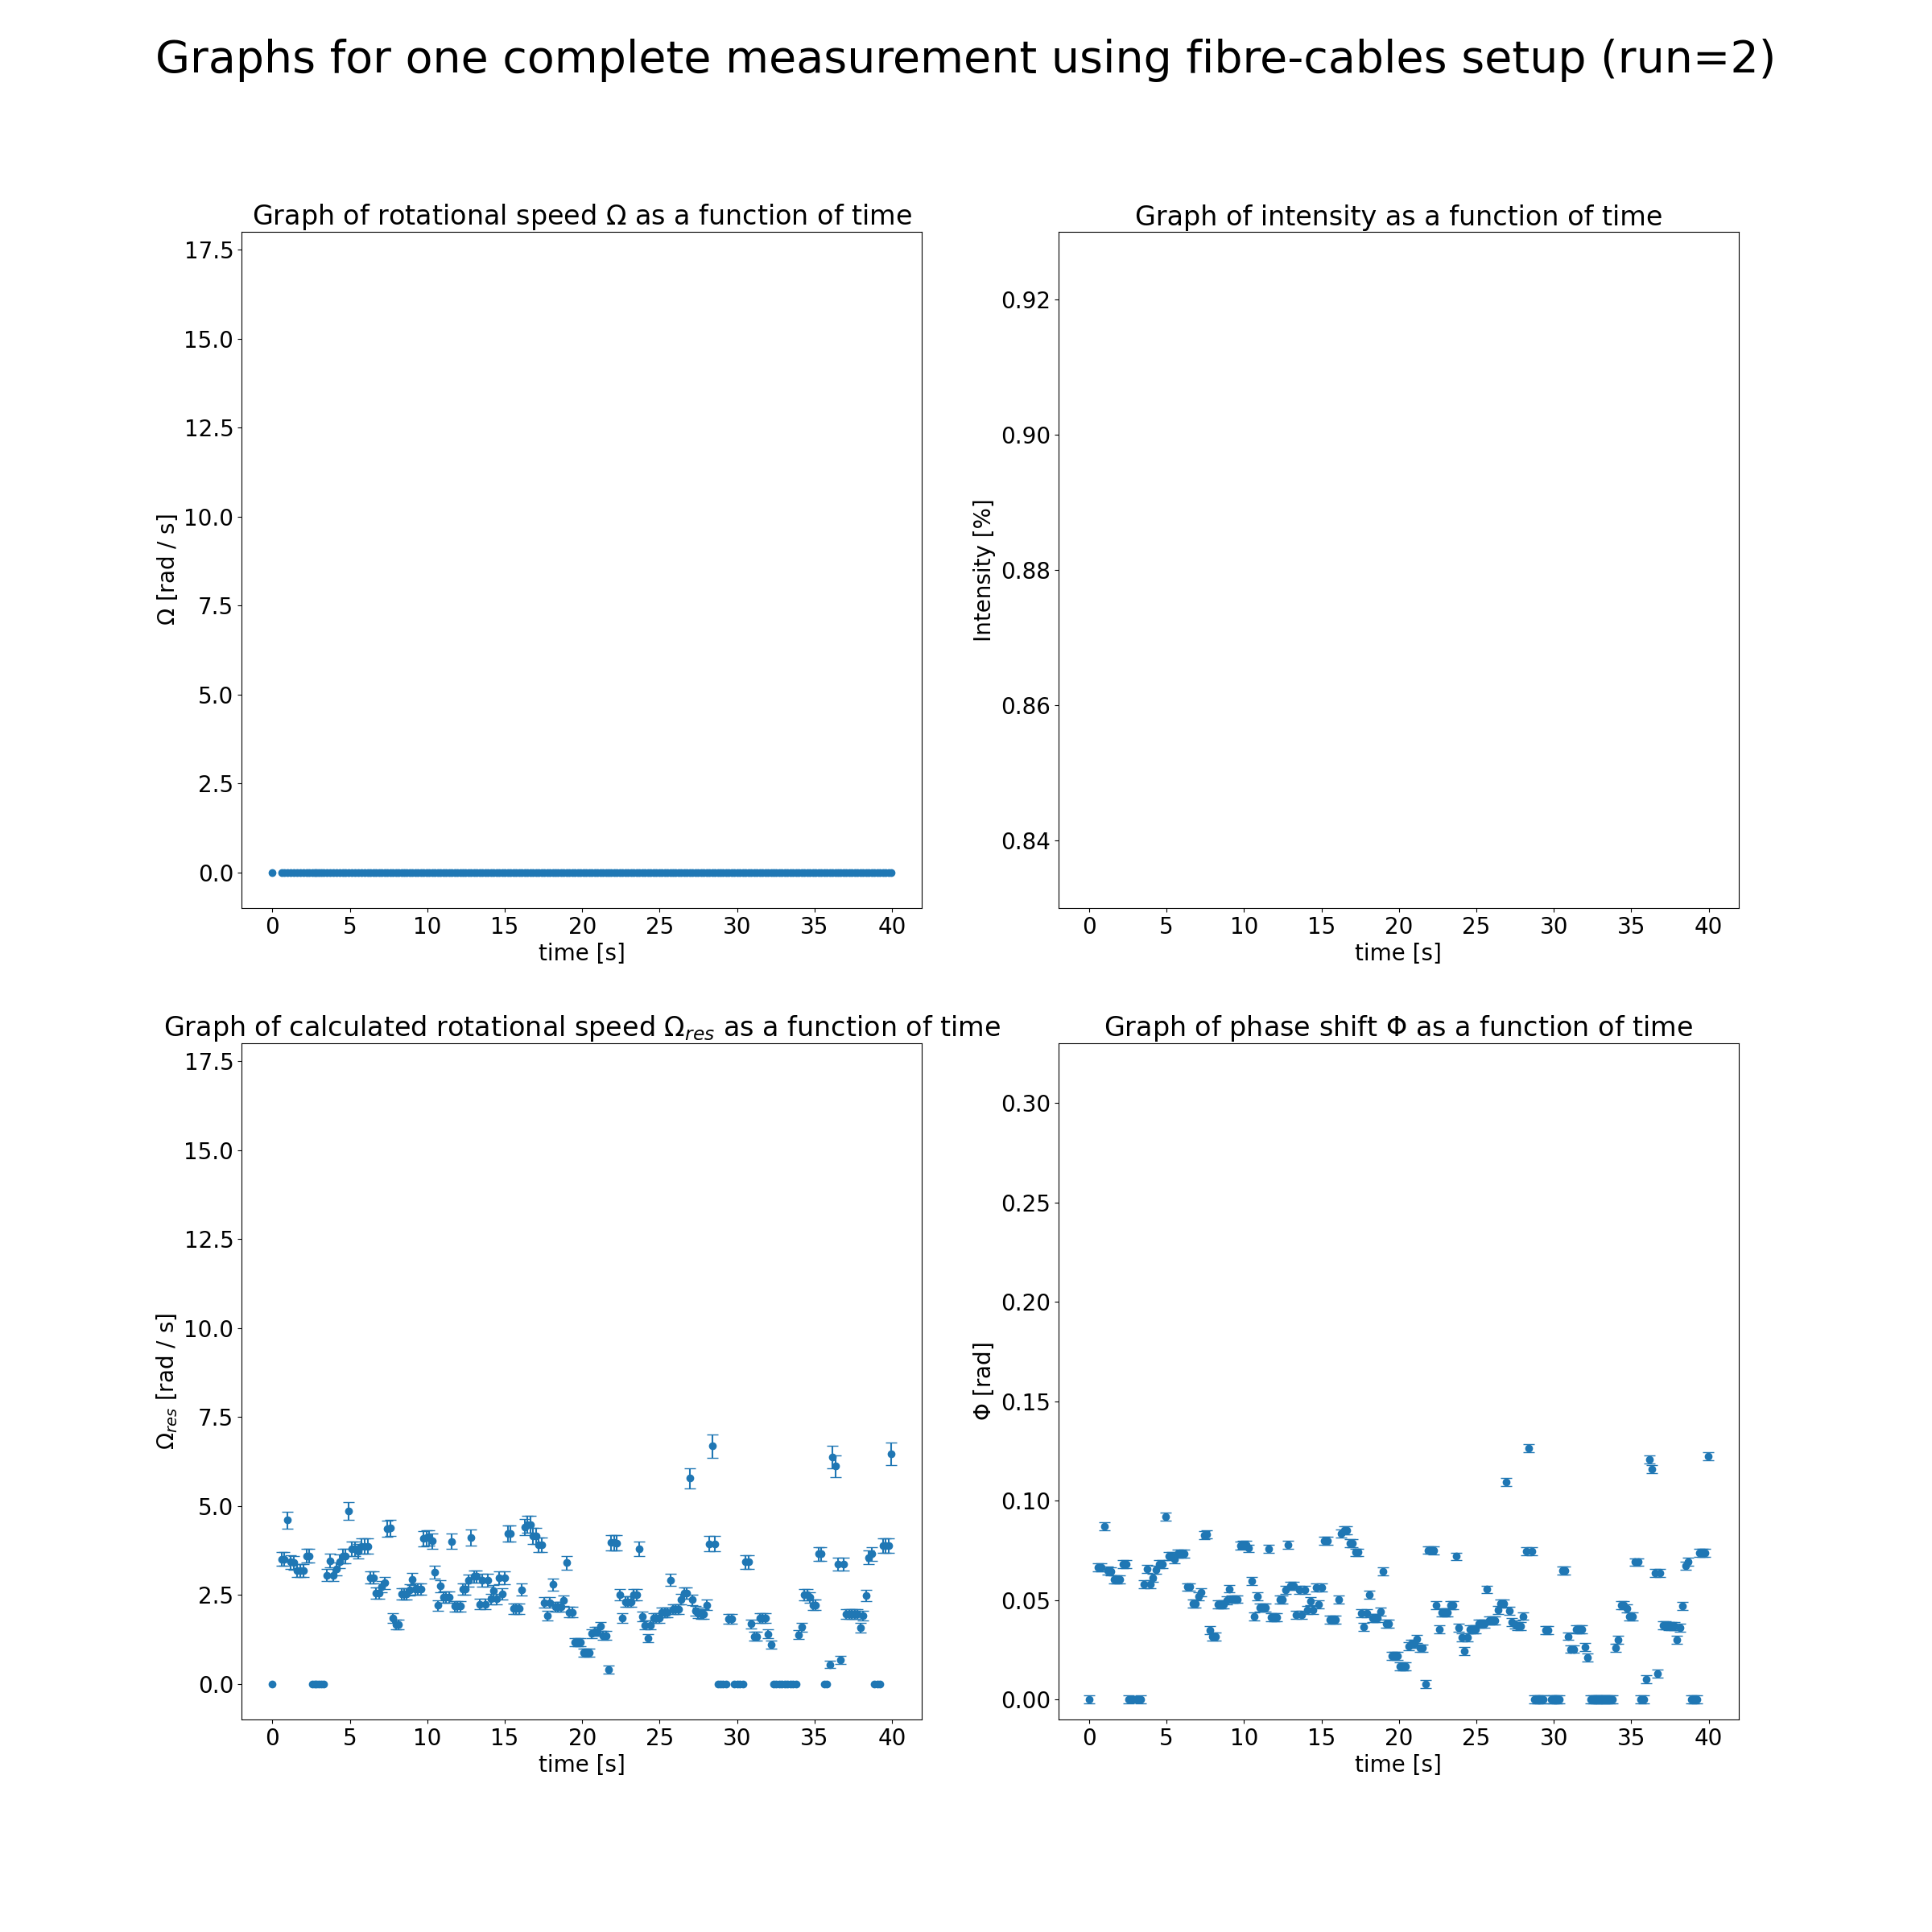 Graphs for one complete measurement using fibre-cables setup (run=2)
Graph of rotational speed Ω as a function of time
17.5
15.0
12.5
10.0
7.5
5.0
2.5
0.0
Ω [rad / s]
0 5 10 15 20 25 30 35 40
time [s]
Graph of intensity as a function of time
0.92
0.90
0.88
0.86
0.84
Intensity [%]
0 5 10 15 20 25 30 35 40
time [s]
Graph of calculated rotational speed Ωres as a function of time
17.5
15.0
12.5
10.0
7.5
5.0
2.5
0.0
Ωres [rad / s]
0 5 10 15 20 25 30 35 40
time [s]
Graph of phase shift Φ as a function of time
0.30
0.25
0.20
0.15
0.10
0.05
0.00
Φ [rad]
0 5 10 15 20 25 30 35 40
time [s]